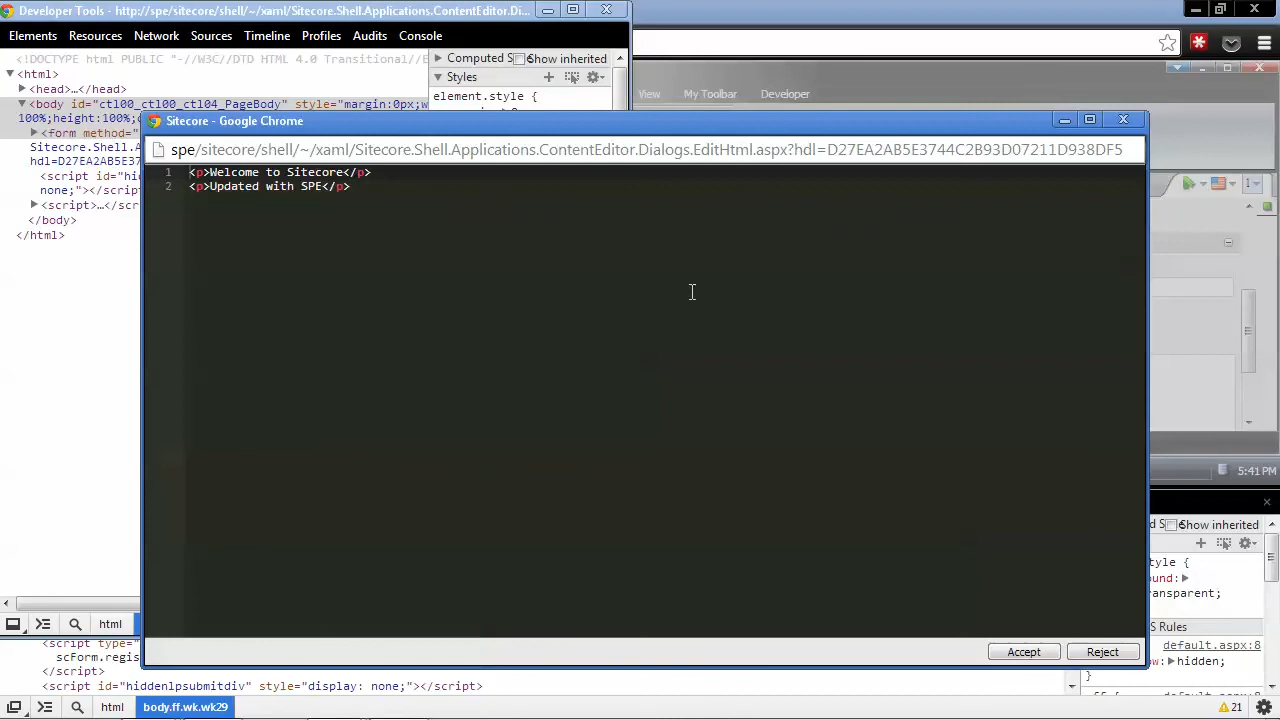 Developer Tools - http://spe/sitecore/shell/~/xaml/Sitecore.Shell.Applications.ContentEditor.Di...
Elements Resources Network Sources Timeline Profiles Audits Console
<!DOCTYPE html PUBLIC "-//W3C//DTD HTML 4.0 Transitional//E
<html>
<head>…</head>
<body id="ctl00_ctl00_ctl04_PageBody" style="margin:0px;w
100%;height:100%;
<form method="
Sitecore.Shell.A
hdl=D27EA2AB5E37
<script id="hi
none;"></script>
<script>…</scr
</body>
</html>
Computed S Show inherited
Styles
element.style {
View My Toolbar Developer
Sitecore - Google Chrome
spe/sitecore/shell/~/xaml/Sitecore.Shell.Applications.ContentEditor.Dialogs.EditHtml.aspx?hdl=D27EA2AB5E3744C2B93D07211D938DF5
1 <p>Welcome to Sitecore</p>
2 <p>Updated with SPE</p>
Accept Reject
1
5:41 PM
Show inherited
tyle {
und:
ansparent;
S Rules
default.aspx:8
ow: hidden;
}
html
<script type="
scForm.regis
</script>
<script id="hiddenlpsubmitdiv" style="display: none;"></script>
html body.ff.wk.wk29
21